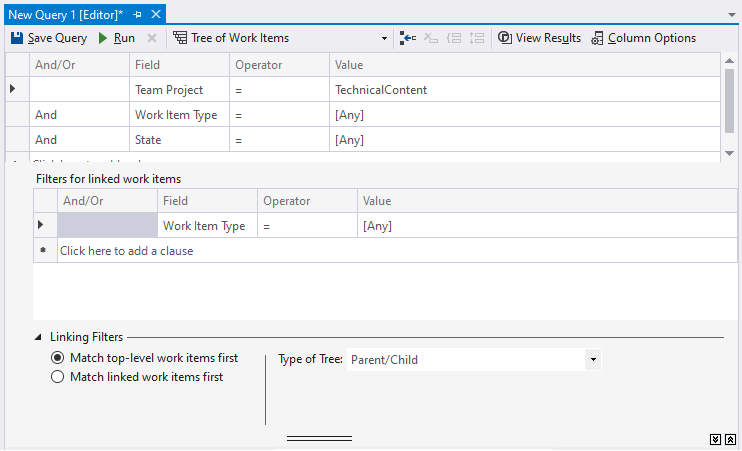 New Query 1 [Editor]*
Save Query Run Tree of Work Items View Results Column Options
And/Or Field Operator Value
Team Project = TechnicalContent
And Work Item Type = [Any]
And State = [Any]
Filters for linked work items
And/Or Field Operator Value
Work Item Type = [Any]
* Click here to add a clause
Linking Filters
Match top-level work items first Type of Tree: Parent/Child
Match linked work items first